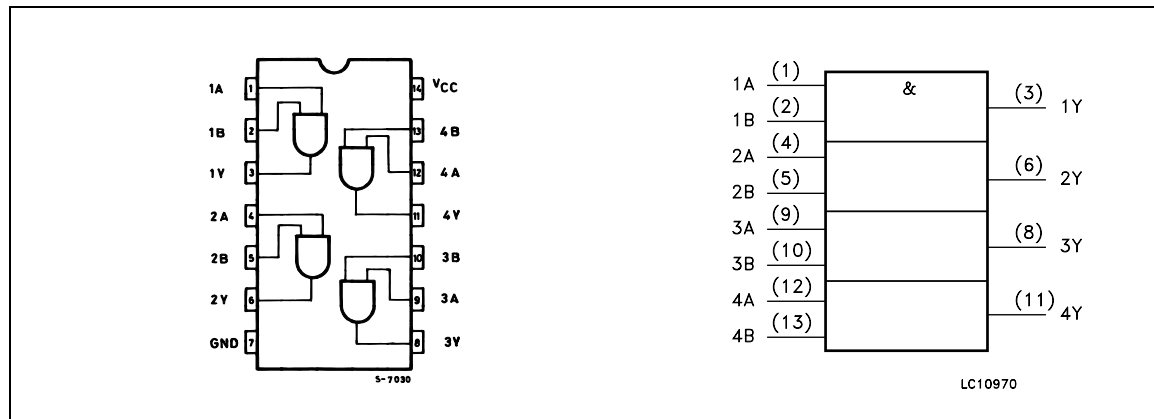 1A 1 14 VCC
1B 2 13 4B
1Y 3 12 4A
2A 4 11 4Y
2B 5 10 3B
2Y 6 9 3A
GND 7 8 3Y
S-7030
&
1A (1)
1B (2)
2A (4)
2B (5)
3A (9)
3B (10)
4A (12)
4B (13)
(3) 1Y
(6) 2Y
(8) 3Y
(11) 4Y
LC10970